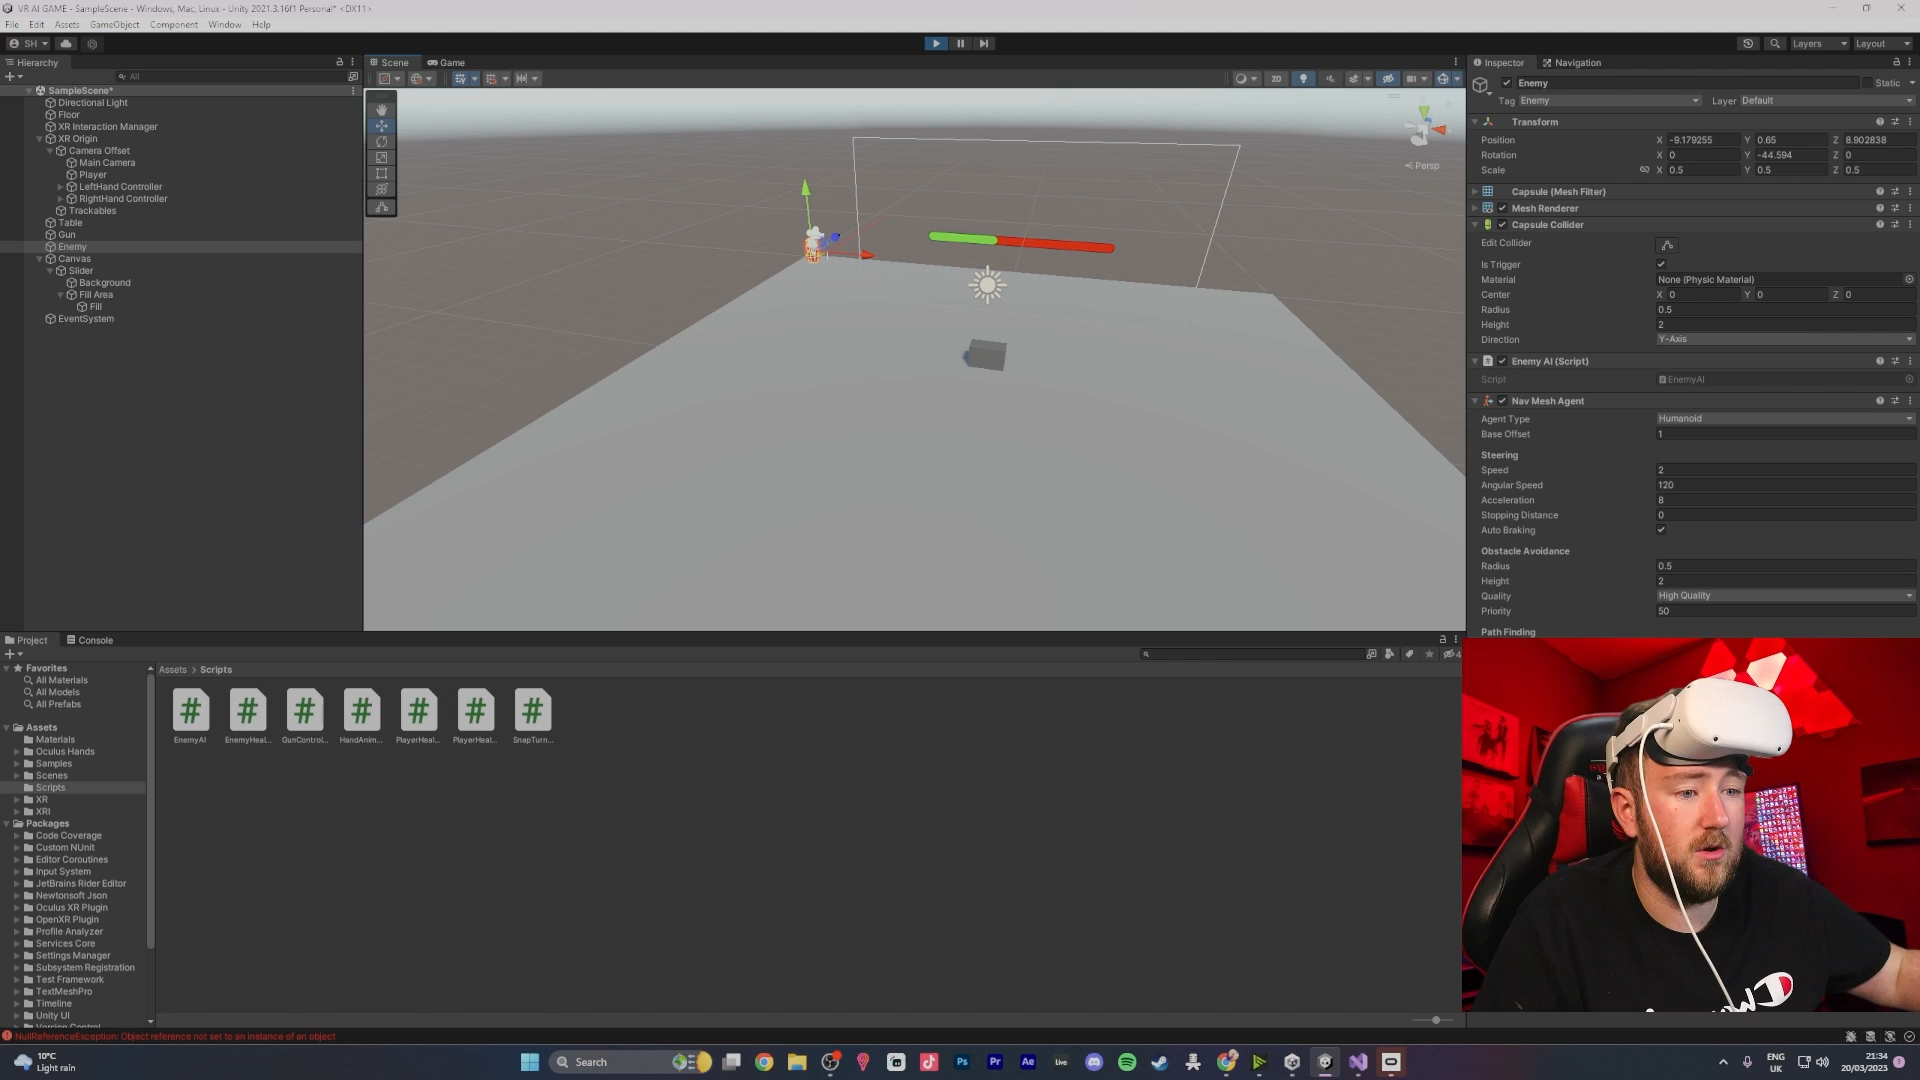 VR AI GAME - SampleScene - Windows, Mac, Linux - Unity 2021.3.16f1 Personal* <DX11>
File Edit Assets GameObject Component Window Help
SH Layers Layout
Hierarchy
All
SampleScene*
Directional Light
Floor
XR Interaction Manager
XR Origin
Camera Offset
Main Camera
Player
LeftHand Controller
RightHand Controller
Trackables
Table
Gun
Enemy
Canvas
Slider
Background
Fill Area
Fill
EventSystem
Scene Game
2D
Persp
Inspector Navigation
Enemy Static
Tag Enemy Layer Default
Transform
Position X -9.179255 Y 0.65 Z 8.902838
Rotation X 0 Y -44.594 Z 0
Scale X 0.5 Y 0.5 Z 0.5
Capsule (Mesh Filter)
Mesh Renderer
Capsule Collider
Edit Collider
Is Trigger
Material None (Physic Material)
Center X 0 Y 0 Z 0
Radius 0.5
Height 2
Direction Y-Axis
Enemy AI (Script)
Script EnemyAI
Nav Mesh Agent
Agent Type Humanoid
Base Offset 1
Steering
Speed 2
Angular Speed 120
Acceleration 8
Stopping Distance 0
Auto Braking
Obstacle Avoidance
Radius 0.5
Height 2
Quality High Quality
Priority 50
Path Finding
Project Console
Favorites
All Materials
All Models
All Prefabs
Assets
Materials
Oculus Hands
Samples
Scenes
Scripts
XR
XRI
Packages
Code Coverage
Custom NUnit
Editor Coroutines
Input System
JetBrains Rider Editor
Newtonsoft Json
Oculus XR Plugin
OpenXR Plugin
Profile Analyzer
Services Core
Settings Manager
Subsystem Registration
Test Framework
TextMeshPro
Timeline
Unity UI
Version Control
Assets > Scripts
EnemyAI EnemyHeal... GunControl... HandAnim... PlayerHeal... PlayerHeal... SnapTurn...
NullReferenceException: Object reference not set to an instance of an object
10°C
Light rain
Search
Ps Pr Ae Live
ENG
UK
21:34
20/03/2023